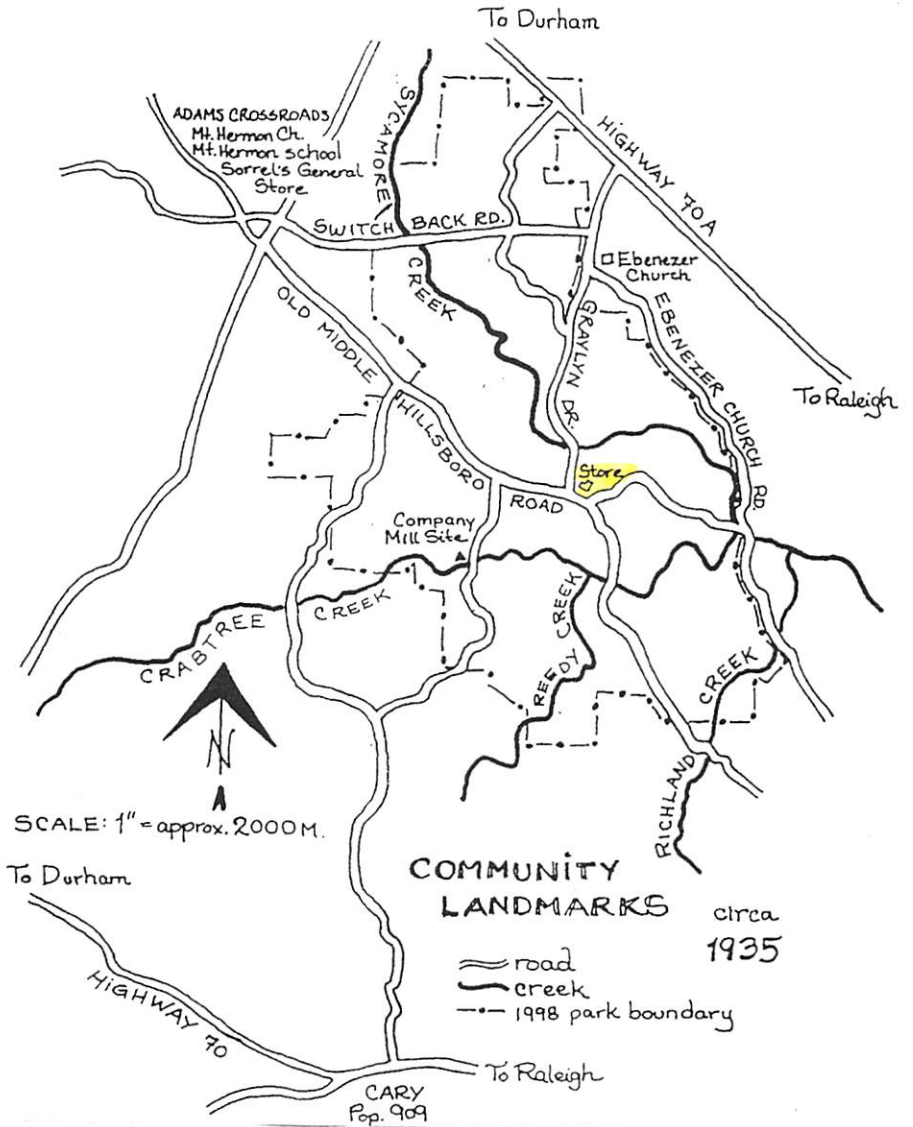 To Durham
ADAMS CROSSROADS
Mt. Hermon Ch.
Mt. Hermon school
Sorrel's General
Store
SYCAMORE
CREEK
HIGHWAY 70A
SWITCH BACK RD.
Ebenezer
Church
OLD MIDDLE
HILLSBORO
ROAD
GRAYLYN DR.
EBENEZER CHURCH RD.
To Raleigh
Store
Company
Mill Site
CRABTREE CREEK
REEDY CREEK
RICHLAND CREEK
N
SCALE: 1" = approx. 2000 M.
To Durham
HIGHWAY 70
COMMUNITY
LANDMARKS
circa
1935
road
creek
1998 park boundary
To Raleigh
CARY
Pop. 909